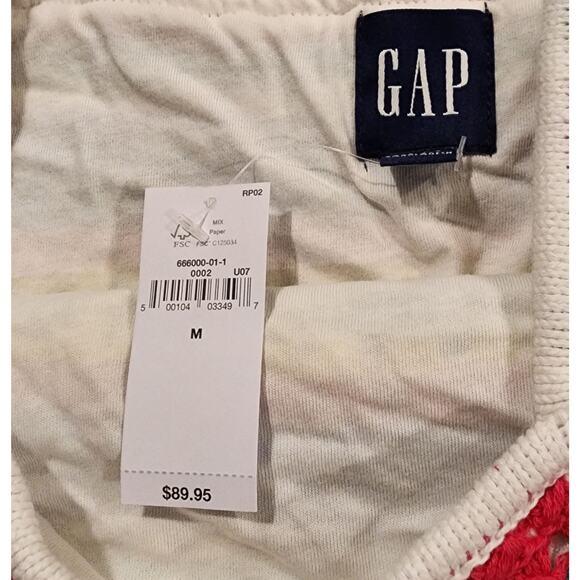 GAP
RP02
MIX
Paper
FSC FSC® C125034
666000-01-1
0002 U07
5 00104 03349 7
M
$89.95